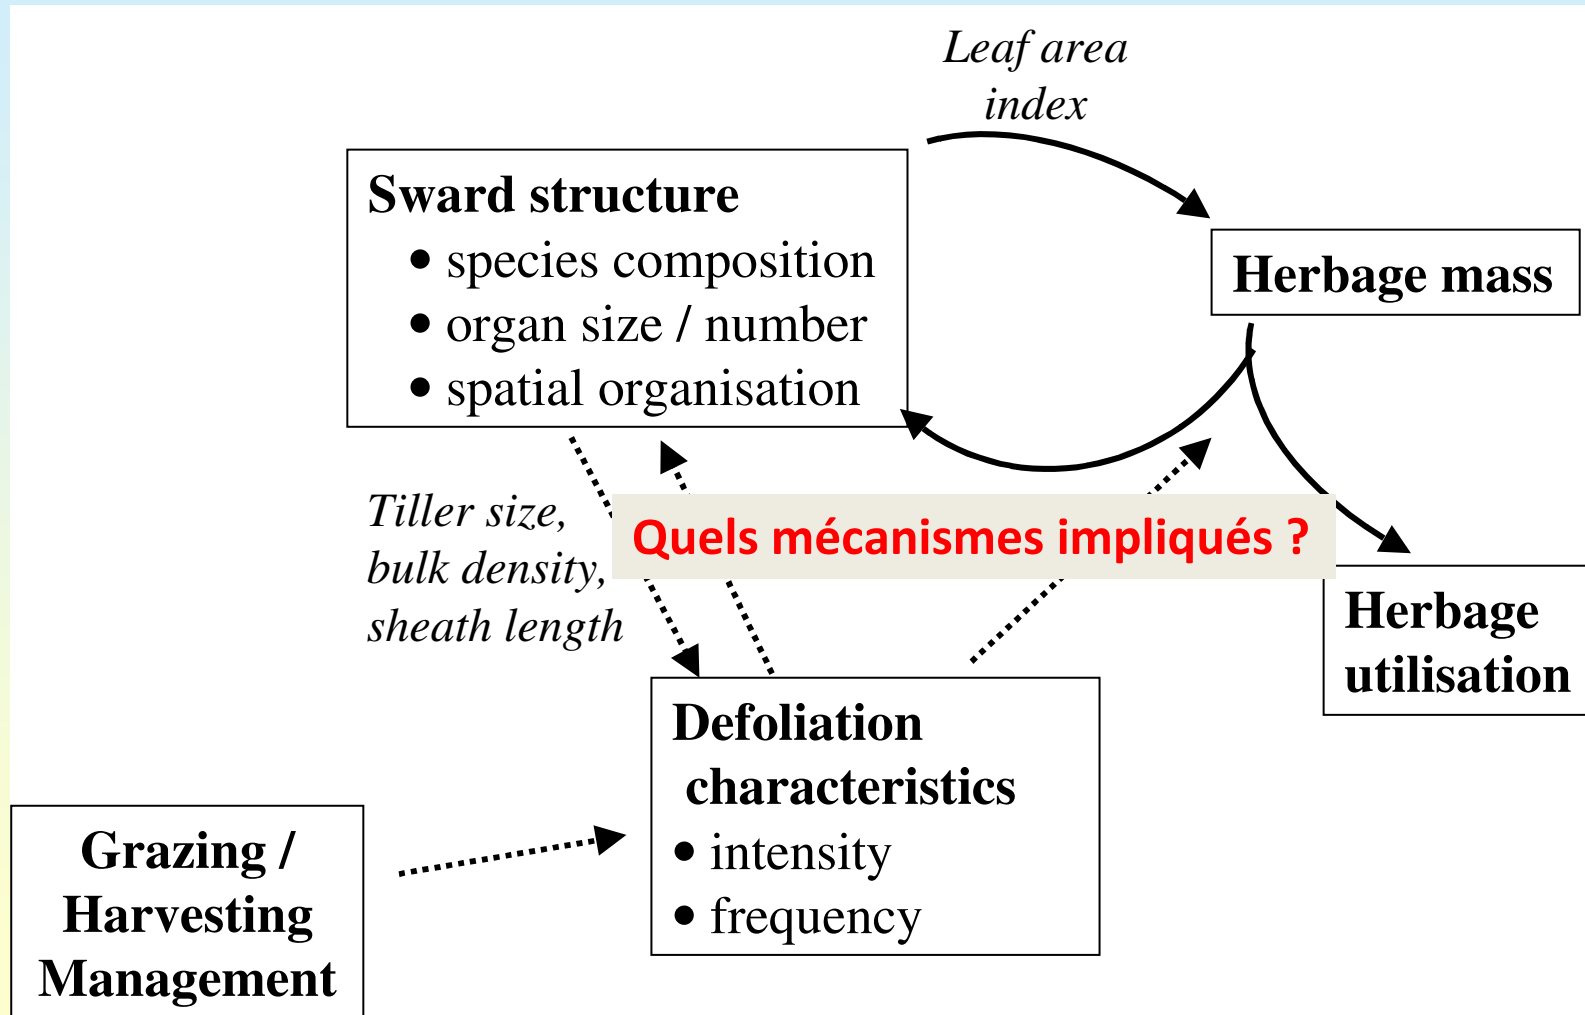 Leaf area
index
Sward structure
• species composition
• organ size / number
• spatial organisation
Herbage mass
Tiller size,
bulk density,
sheath length
Quels mécanismes impliqués ?
Herbage
utilisation
Defoliation
characteristics
• intensity
• frequency
Grazing /
Harvesting
Management